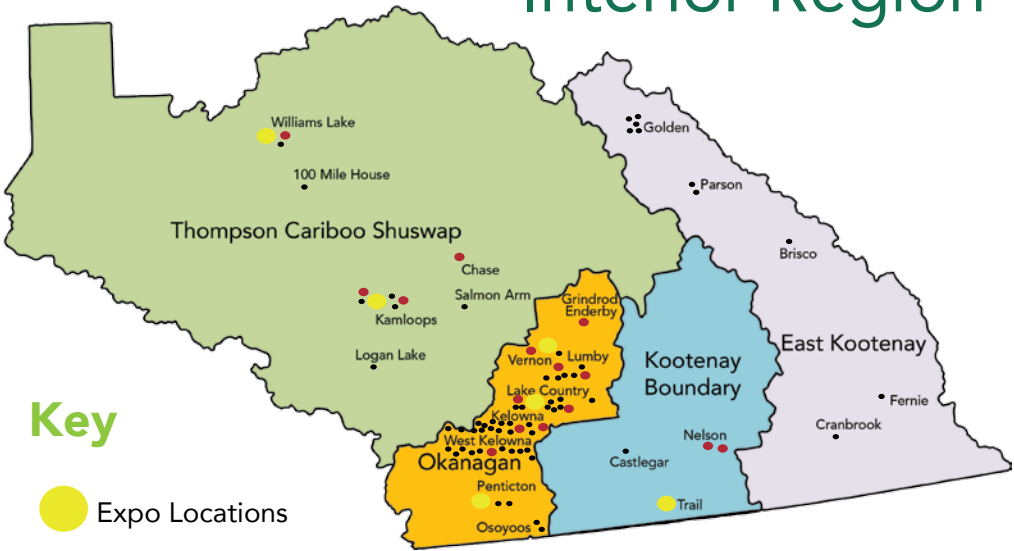 Interior Region
Williams Lake
Golden
100 Mile House
Parson
Thompson Cariboo Shuswap
Brisco
Chase
Salmon Arm
Grindrod
Enderby
Kamloops
Logan Lake
Vernon
Lumby
Kootenay
Boundary
East Kootenay
Lake Country
Fernie
Key
Kelowna
Cranbrook
West Kelowna
Nelson
Okanagan
Castlegar
Penticton
Trail
Expo Locations
Osoyoos